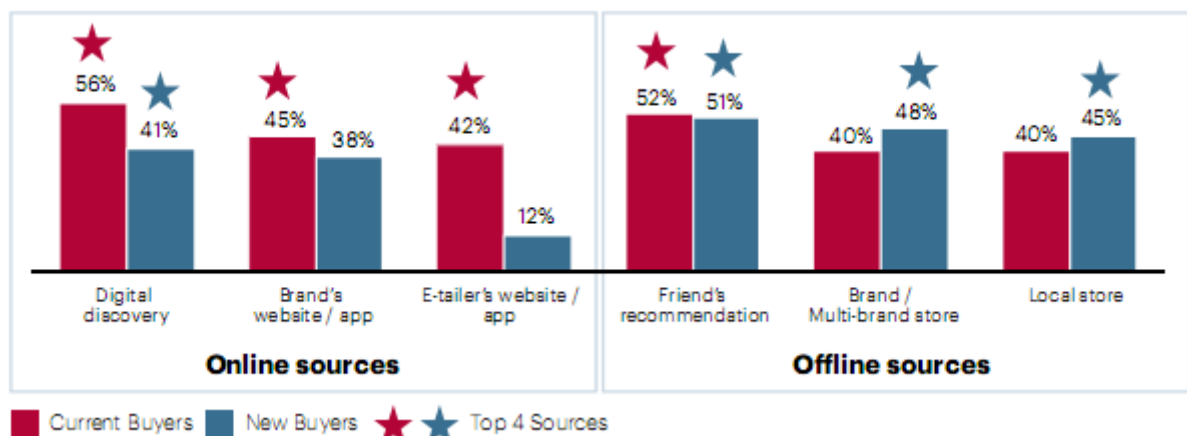 56%
41%
45%
38%
42%
12%
52%
51%
40%
48%
40%
45%
Digital
discovery
Brand's
website / app
E-tailer's website /
app
Friend's
recommendation
Brand /
Multi-brand store
Local store
Online sources
Offline sources
Current Buyers New Buyers Top 4 Sources